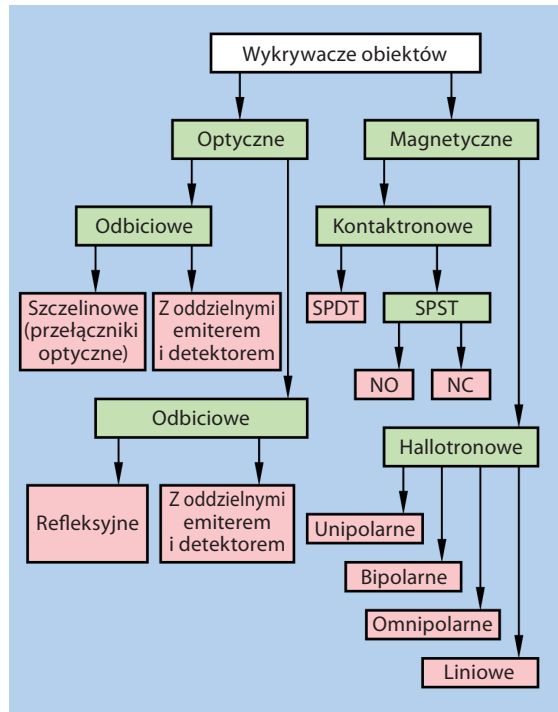 Wykrywacze obiektów
Optyczne
Magnetyczne
Odbiciowe
Kontaktronowe
Szczelinowe
(przełączniki
optyczne)
Z oddzielnymi
emiterem
i detektorem
SPDT
SPST
NO
NC
Odbiciowe
Hallotronowe
Refleksyjne
Z oddzielnymi
emiterem
i detektorem
Unipolarne
Bipolarne
Omnipolarne
Liniowe